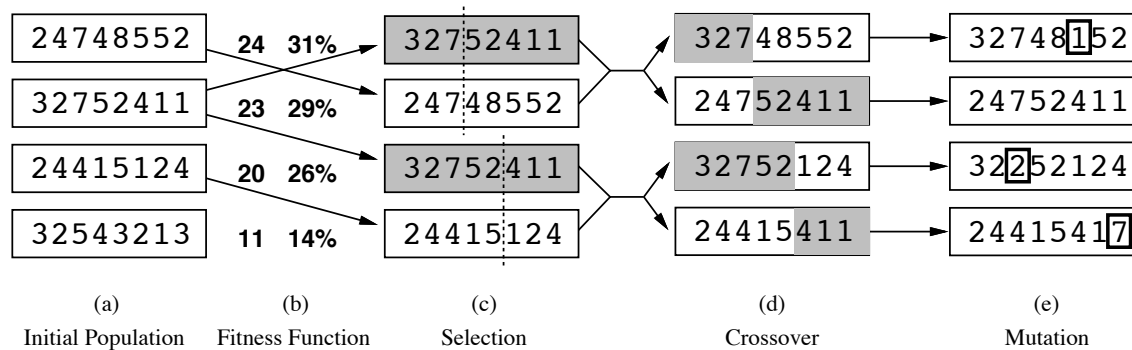 24748552 24 31% 32752411 32748552 32748152
32752411 23 29% 24748552 24752411 24752411
24415124 20 26% 32752411 32752124 32252124
32543213 11 14% 24415124 24415411 24415417
(a) (b) (c) (d) (e)
Initial Population Fitness Function Selection Crossover Mutation